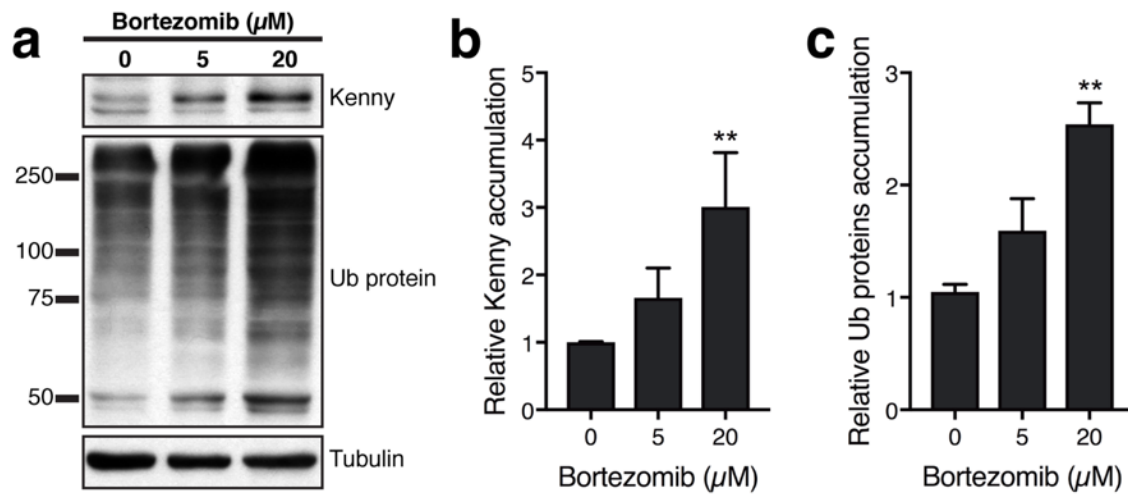 a
Bortezomib (µM)
0 5 20
Kenny
250
100
75
50
Ub protein
Tubulin
b
Relative Kenny accumulation
5
4
3
2
1
0
**
0 5 20
Bortezomib (µM)
c
Relative Ub proteins accumulation
3
2
1
0
**
0 5 20
Bortezomib (µM)